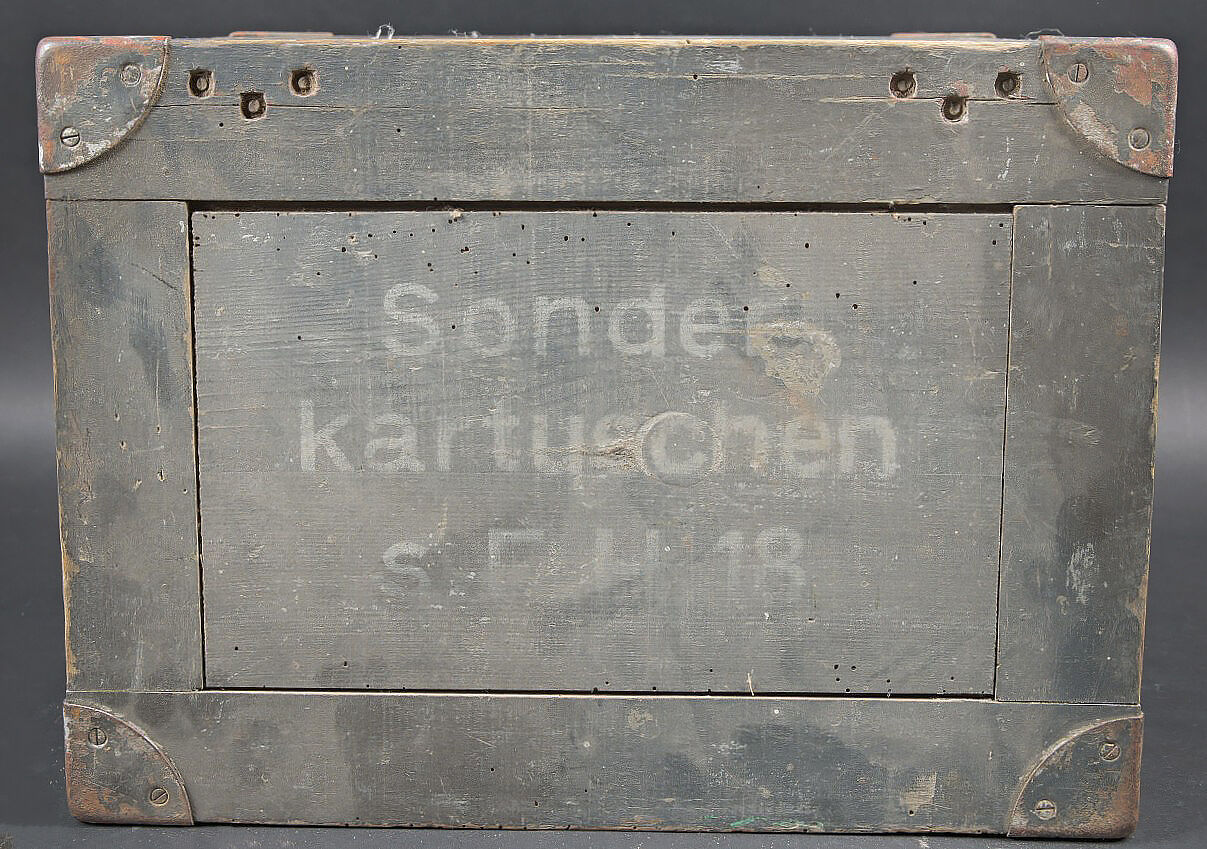 Sonder
kartuschen
s. F. H. 18